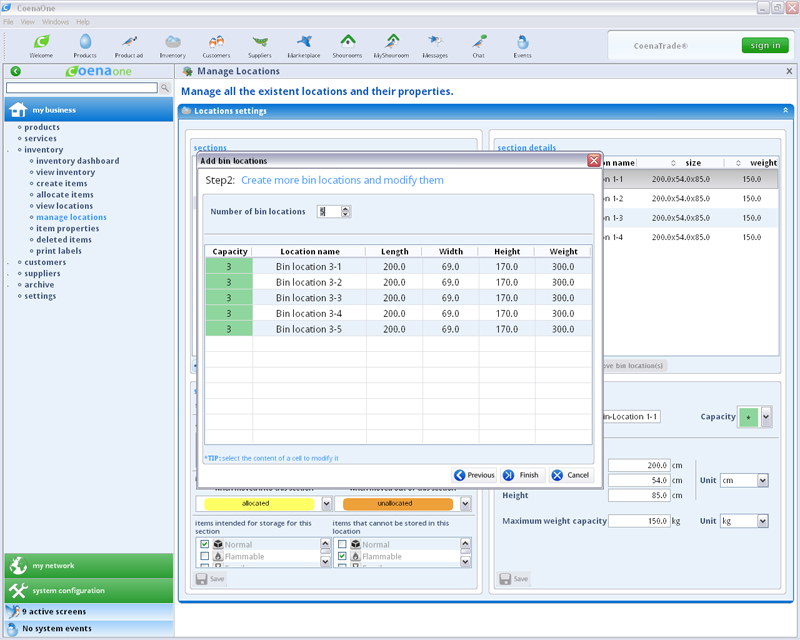 CoenaOne
File View Windows Help
Welcome Products Product ad Inventory Customers Suppliers Marketplace Showrooms MyShowroom Messages Chat Events
CoenaTrade®
sign in
Coenaone
Manage Locations
x
my business
products
services
inventory
inventory dashboard
view inventory
create items
allocate items
view locations
manage locations
item properties
deleted items
print labels
customers
suppliers
archive
settings
my network
system configuration
9 active screens
No system events
Manage all the existent locations and their properties.
Locations settings
sections
section details
on name size weight
on 1-1 200.0x54.0x85.0 150.0
on 1-2 200.0x54.0x85.0 150.0
on 1-3 200.0x54.0x85.0 150.0
on 1-4 200.0x54.0x85.0 150.0
Add bin locations
Step2: Create more bin locations and modify them
Number of bin locations 5
Capacity Location name Length Width Height Weight
3 Bin location 3-1 200.0 69.0 170.0 300.0
3 Bin location 3-2 200.0 69.0 170.0 300.0
3 Bin location 3-3 200.0 69.0 170.0 300.0
3 Bin location 3-4 200.0 69.0 170.0 300.0
3 Bin location 3-5 200.0 69.0 170.0 300.0
*TIP: select the content of a cell to modify it
Previous Finish Cancel
ve bin location(s)
in-Location 1-1 Capacity *
200.0 cm
54.0 cm Unit cm
Height 85.0 cm
Maximum weight capacity 150.0 kg Unit kg
Save
allocated unallocated
items intended for storage for this section
items that cannot be stored in this location
Normal
Flammable
Normal
Flammable
Save